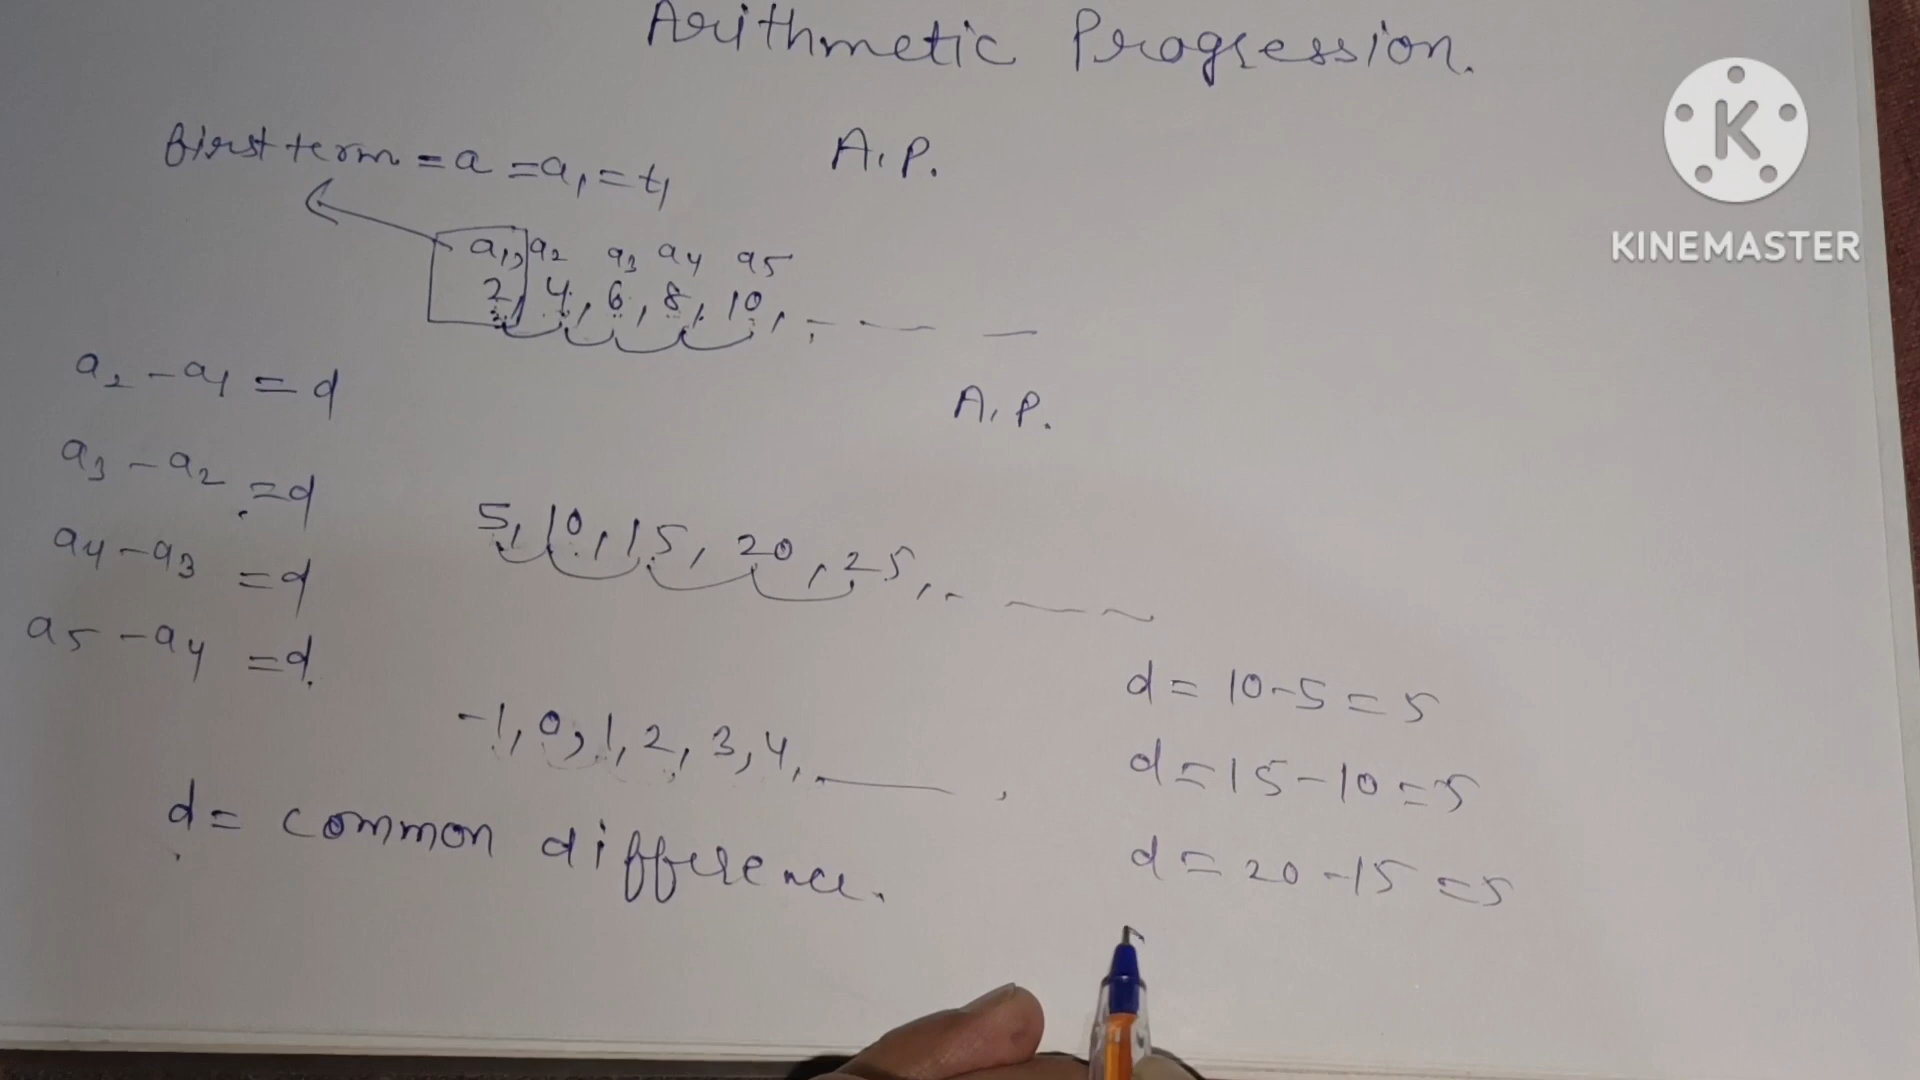 Arithmetic Progression.
A.P.
first term = a = a1 = t1
a1, a2 a3 a4 a5
2, 4, 6, 8, 10, . — — —
A.P.
a2 - a1 = d
a3 - a2 = d
a4 - a3 = d
a5 - a4 = d.
5, 10, 15, 20, 25, . — —
-1, 0, 1, 2, 3, 4, . — .
d = common difference.
d = 10-5 = 5
d = 15-10 = 5
d = 20-15 = 5
K
KINEMASTER